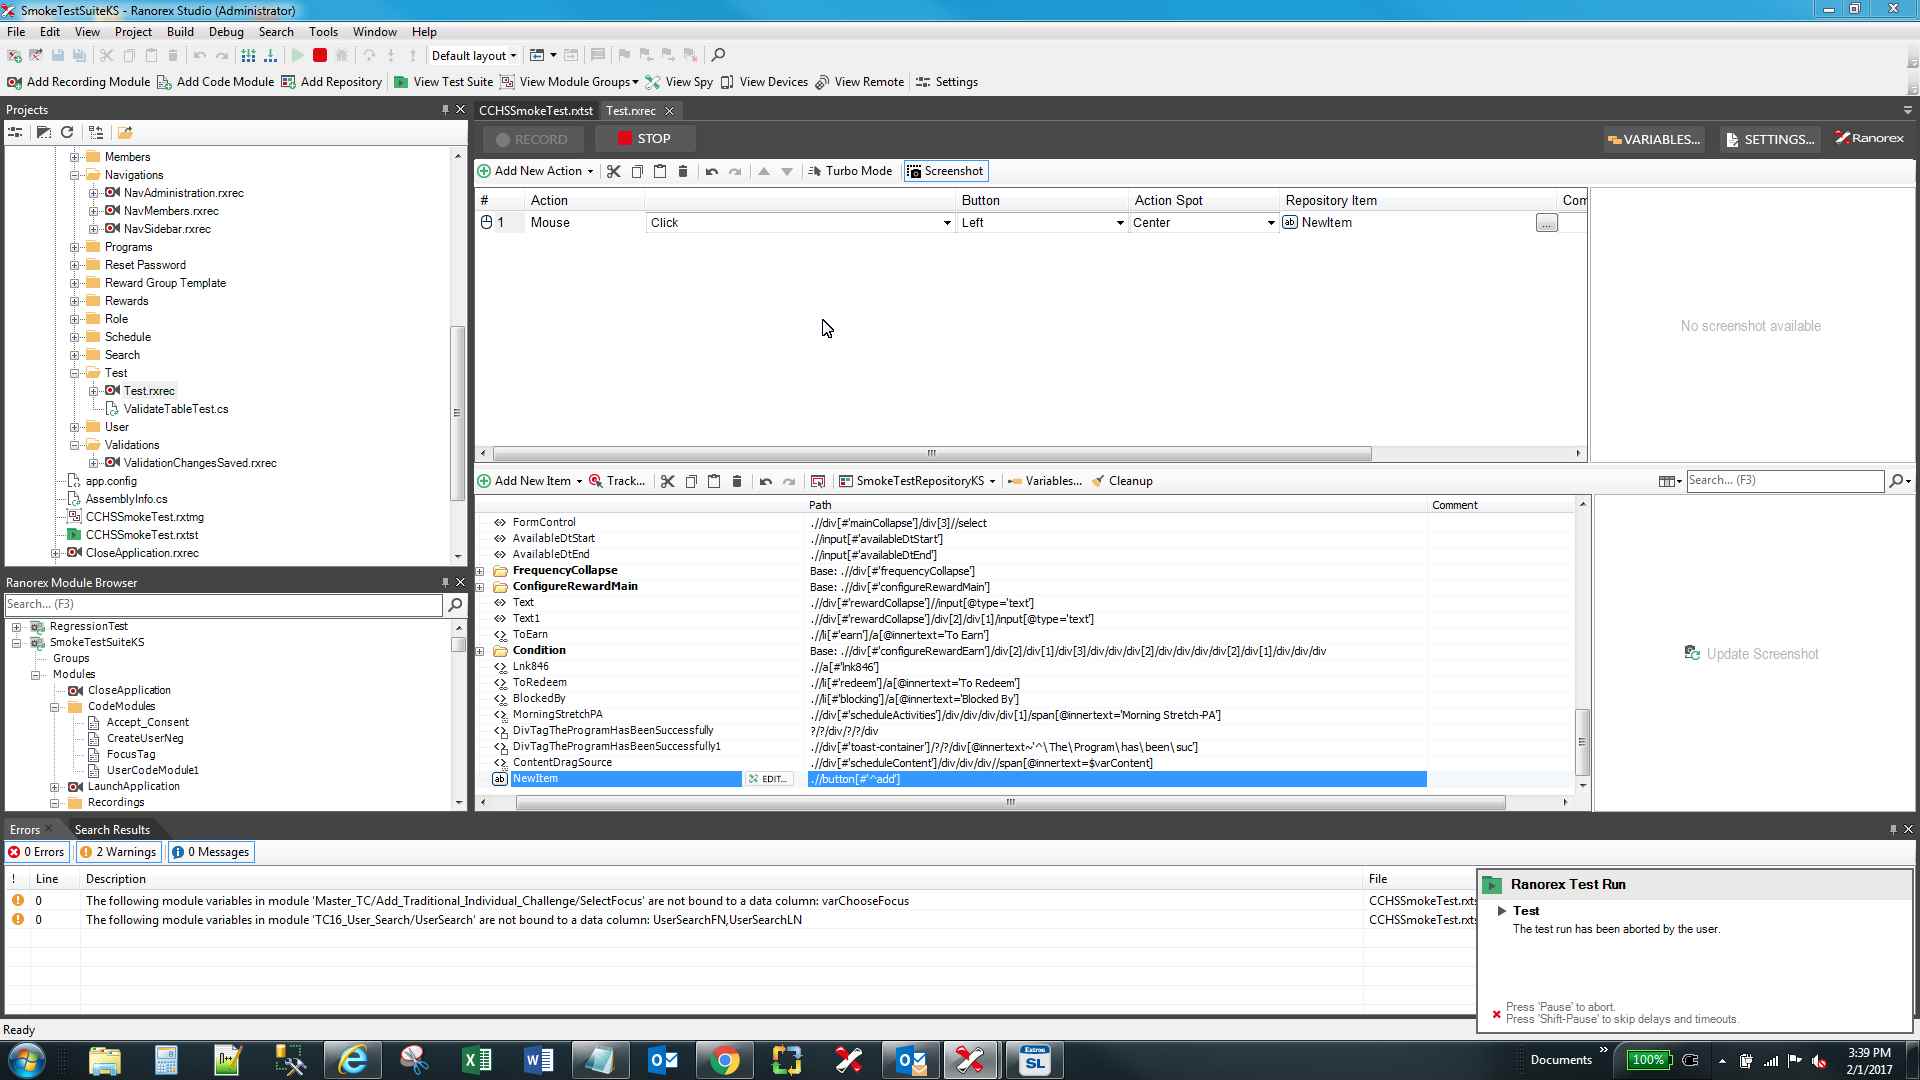 SmokeTestSuiteKS - Ranorex Studio (Administrator)
File Edit View Project Build Debug Search Tools Window Help
Default layout
Add Recording Module Add Code Module Add Repository View Test Suite View Module Groups View Spy View Devices View Remote Settings
Projects
Members
Navigations
NavAdministration.rxrec
NavMembers.rxrec
NavSidebar.rxrec
Programs
Reset Password
Reward Group Template
Rewards
Role
Schedule
Search
Test
Test.rxrec
ValidateTableTest.cs
User
Validations
ValidationChangesSaved.rxrec
app.config
AssemblyInfo.cs
CCHSSmokeTest.rxtmg
CCHSSmokeTest.rxtst
CloseApplication.rxrec
Ranorex Module Browser
Search... (F3)
RegressionTest
SmokeTestSuiteKS
Groups
Modules
CloseApplication
CodeModules
Accept_Consent
CreateUserNeg
FocusTag
UserCodeModule1
LaunchApplication
Recordings
CCHSSmokeTest.rxtst Test.rxrec
RECORD STOP VARIABLES... SETTINGS... Ranorex
Add New Action Turbo Mode Screenshot
# Action Button Action Spot Repository Item Com
1 Mouse Click Left Center NewItem ...
No screenshot available
Add New Item Track... SmokeTestRepositoryKS Variables... Cleanup Search... (F3)
Path Comment
FormControl .//div[#'mainCollapse']/div[3]//select
AvailableDtStart .//input[#'availableDtStart']
AvailableDtEnd .//input[#'availableDtEnd']
FrequencyCollapse Base: .//div[#'frequencyCollapse']
ConfigureRewardMain Base: .//div[#'configureRewardMain']
Text .//div[#'rewardCollapse']//input[@type='text']
Text1 .//div[#'rewardCollapse']/div[2]/div[1]/input[@type='text']
ToEarn .//li[#'earn']/a[@innertext='To Earn']
Condition Base: .//div[#'configureRewardEarn']/div[2]/div[1]/div[3]/div/div/div[2]/div/div/div/div[2]/div[1]/div/div/div
Lnk846 .//a[#'lnk846']
ToRedeem .//li[#'redeem']/a[@innertext='To Redeem']
BlockedBy .//li[#'blocking']/a[@innertext='Blocked By']
MorningStretchPA .//div[#'scheduleActivities']/div/div/div/div[1]/span[@innertext='Morning Stretch-PA']
DivTagTheProgramHasBeenSuccessfully ?/?/div/?/?/div
DivTagTheProgramHasBeenSuccessfully1 .//div[#'toast-container']/?/?/div[@innertext~'^\ The\ Program\ has\ been\ suc']
ContentDragSource .//div[#'scheduleContent']/div/div/div//span[@innertext=$varContent]
NewItem EDIT... .//button[#'^add']
Update Screenshot
Errors Search Results
0 Errors 2 Warnings 0 Messages
! Line Description File
0 The following module variables in module 'Master_TC/Add_Traditional_Individual_Challenge/SelectFocus' are not bound to a data column: varChooseFocus CCHSSmokeTest.rxts
0 The following module variables in module 'TC16_User_Search/UserSearch' are not bound to a data column: UserSearchFN,UserSearchLN CCHSSmokeTest.rxts
Ranorex Test Run
Test
The test run has been aborted by the user.
Press 'Pause' to abort.
Press 'Shift-Pause' to skip delays and timeouts.
Ready
Extras
SL
Documents
100%
3:39 PM
2/1/2017